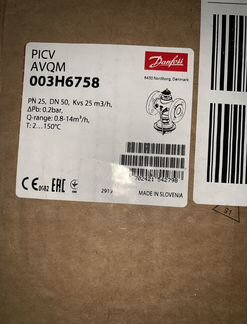 PICV
AVQM
003H6758
Danfoss
6430 Nordborg, Denmark
PN 25, DN 50, Kvs 25 m3/h,
ΔPb: 0.2bar,
Q-range: 0.8-14m³/h,
T: 2...150°C
CE 0062 EAC
MADE IN SLOVENIA